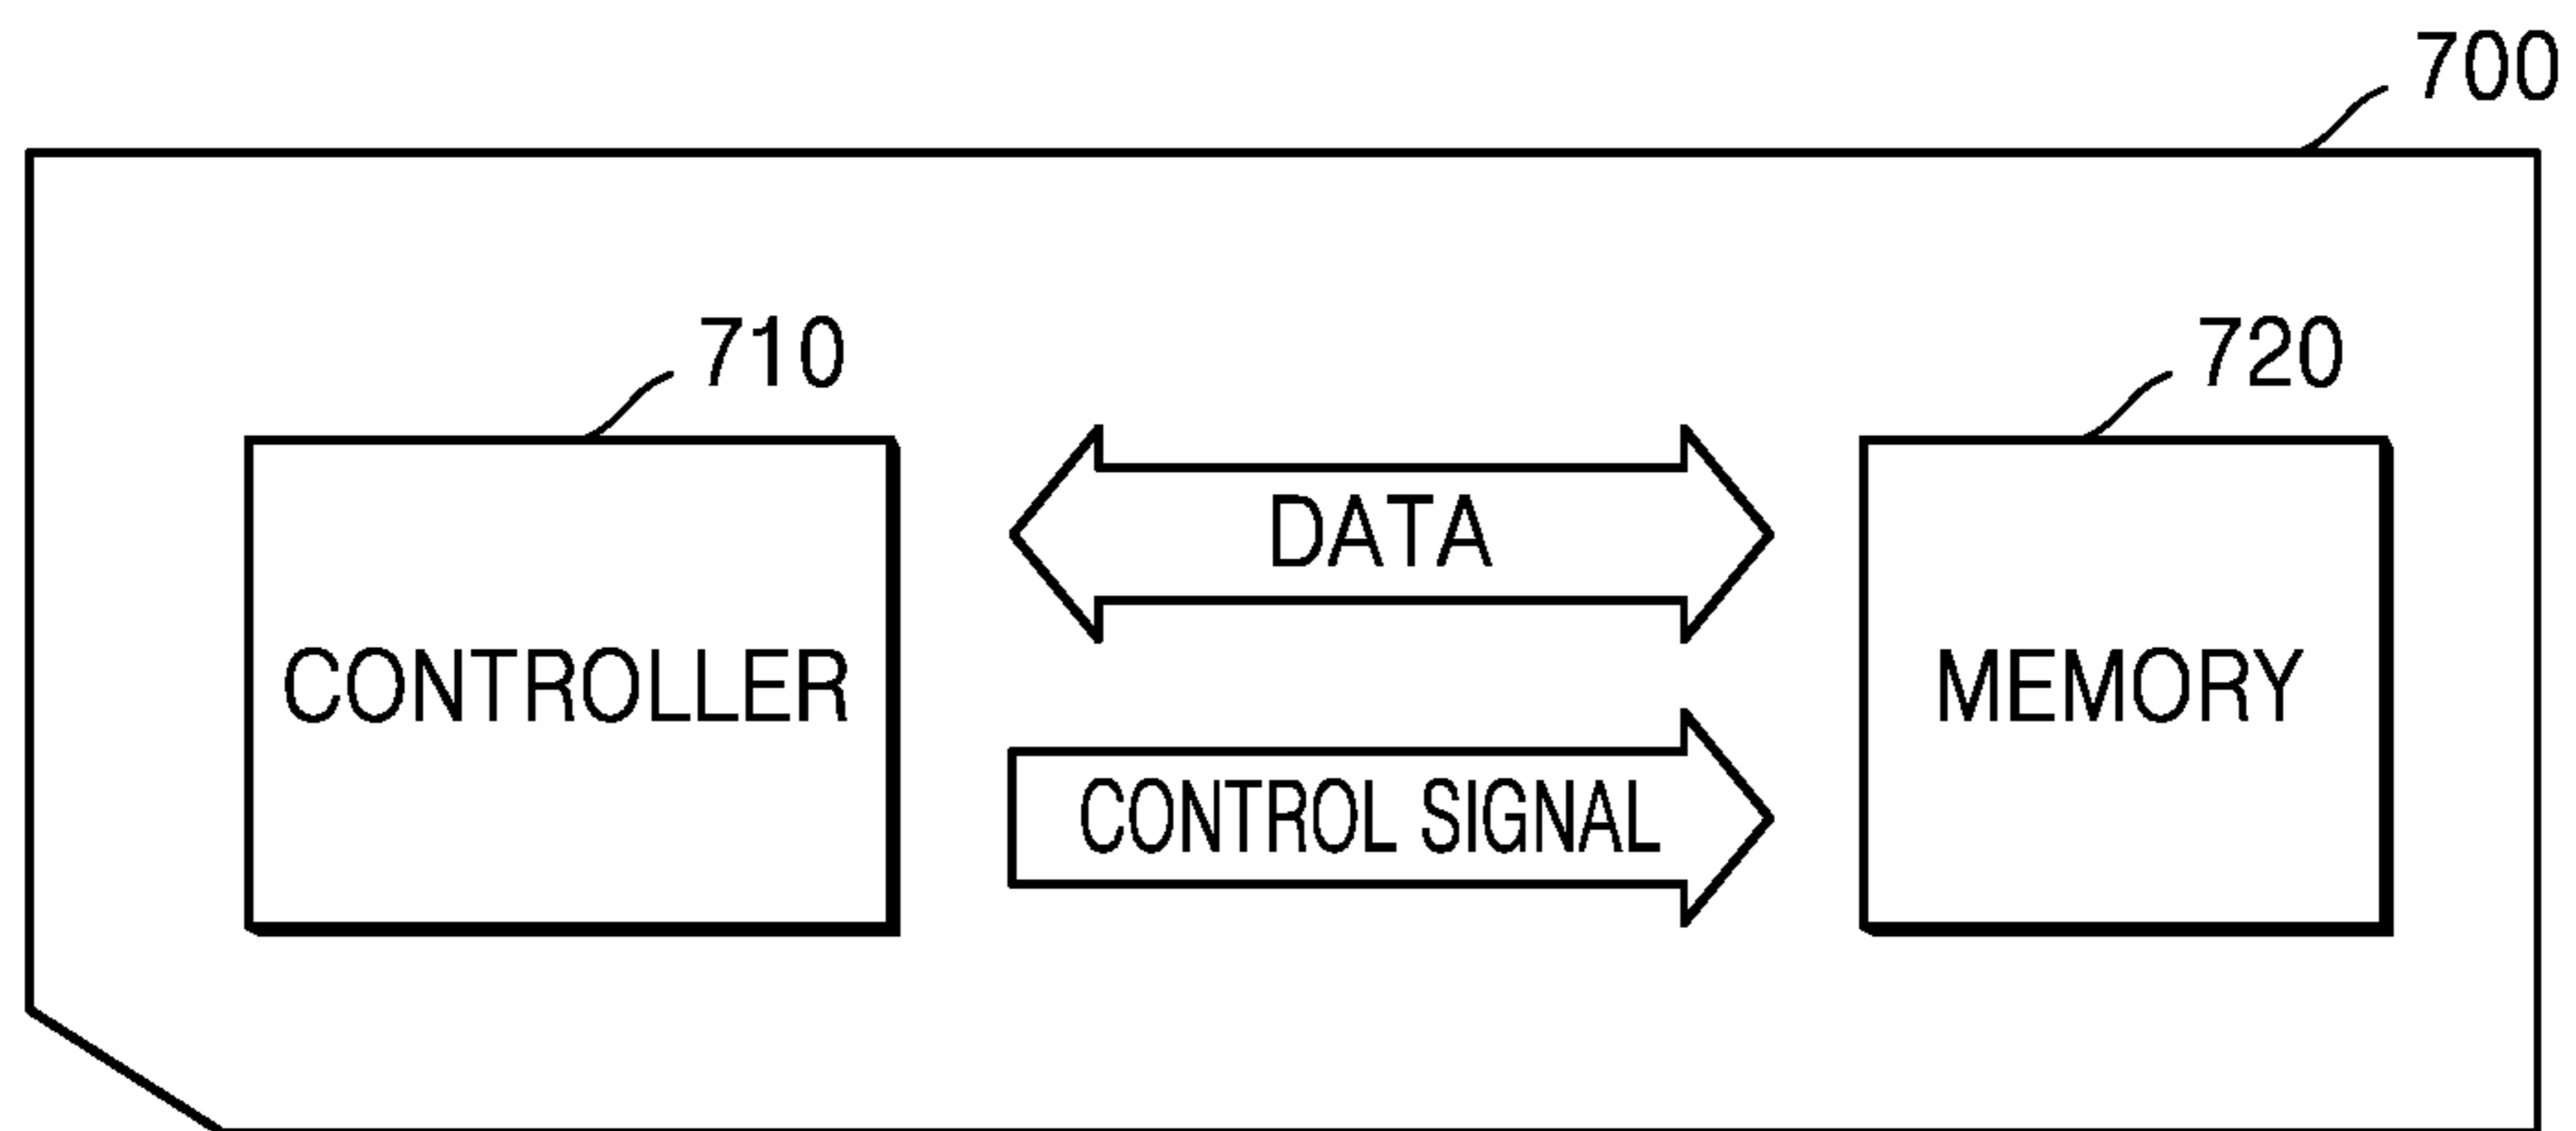 700
710
720
DATA
CONTROLLER
MEMORY
CONTROL SIGNAL